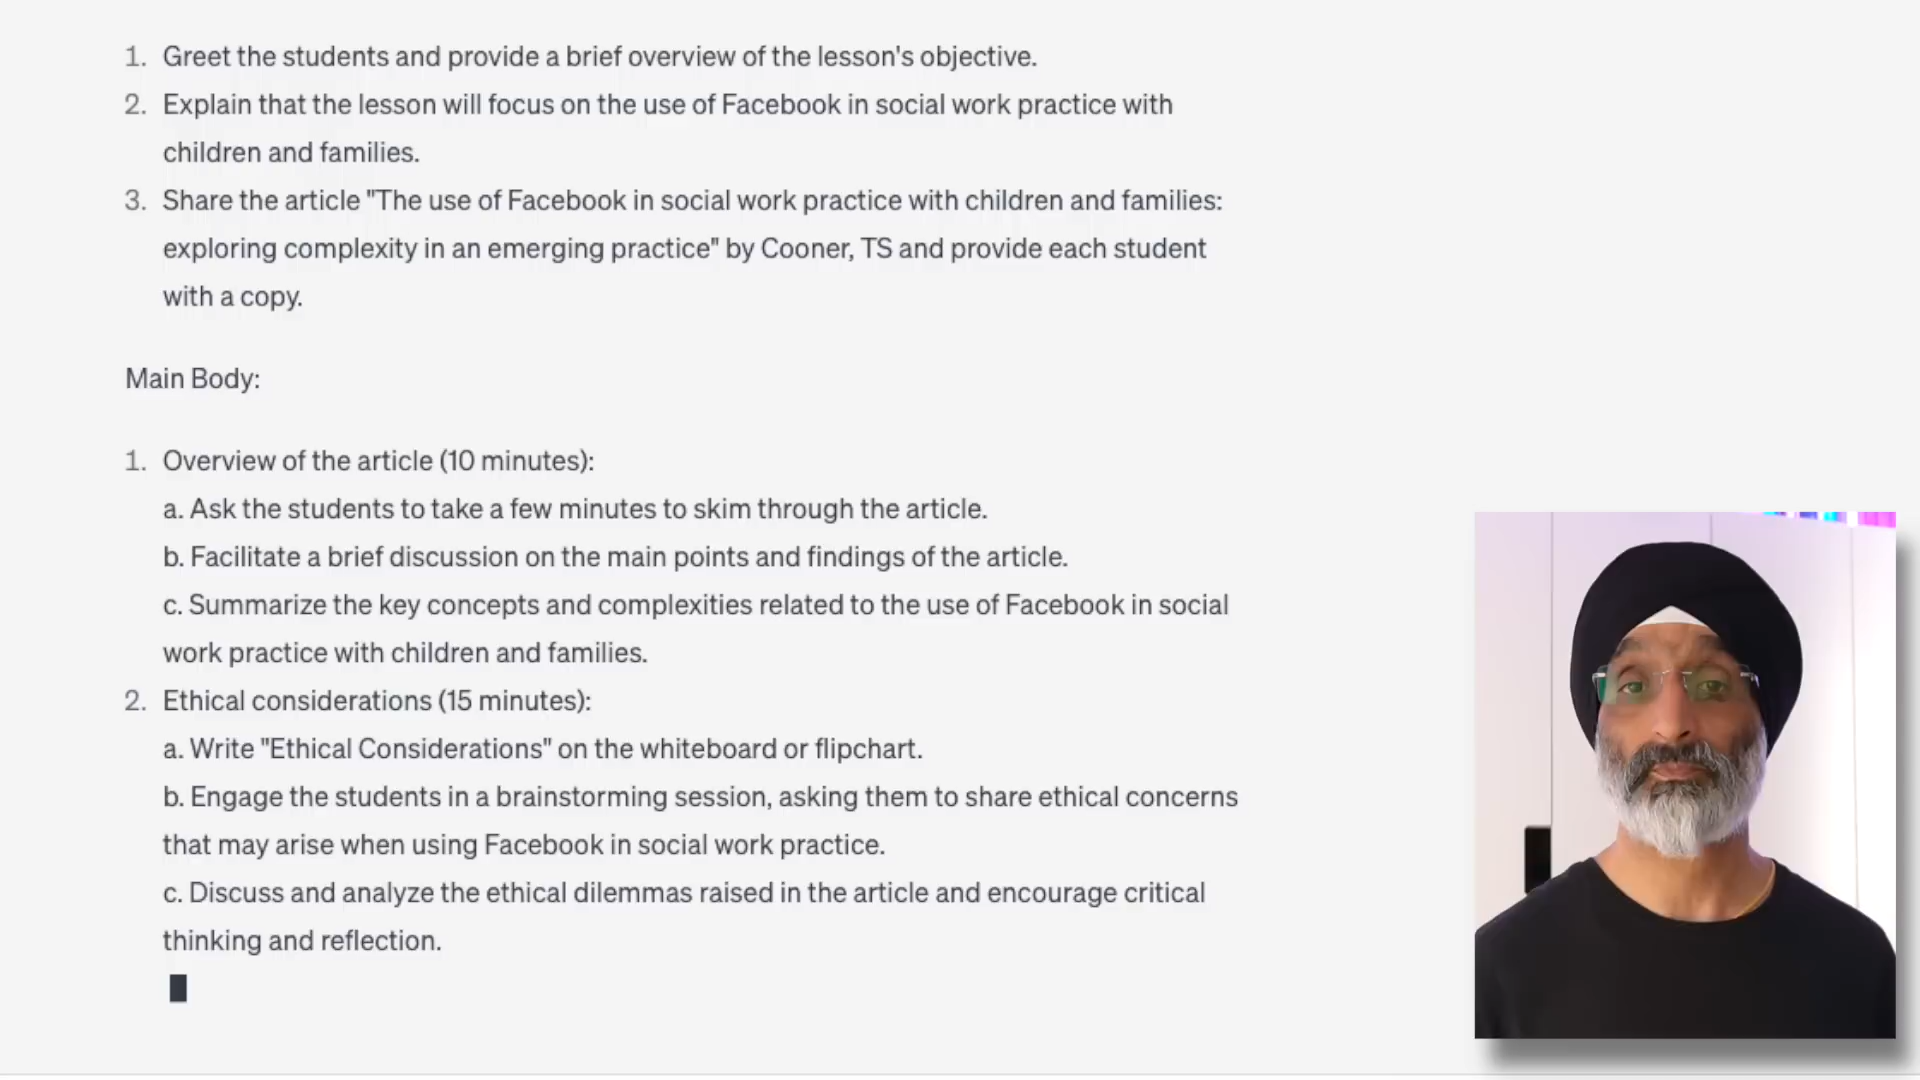 1. Greet the students and provide a brief overview of the lesson's objective.
2. Explain that the lesson will focus on the use of Facebook in social work practice with
children and families.
3. Share the article "The use of Facebook in social work practice with children and families:
exploring complexity in an emerging practice" by Cooner, TS and provide each student
with a copy.
Main Body:
1. Overview of the article (10 minutes):
a. Ask the students to take a few minutes to skim through the article.
b. Facilitate a brief discussion on the main points and findings of the article.
c. Summarize the key concepts and complexities related to the use of Facebook in social
work practice with children and families.
2. Ethical considerations (15 minutes):
a. Write "Ethical Considerations" on the whiteboard or flipchart.
b. Engage the students in a brainstorming session, asking them to share ethical concerns
that may arise when using Facebook in social work practice.
c. Discuss and analyze the ethical dilemmas raised in the article and encourage critical
thinking and reflection.